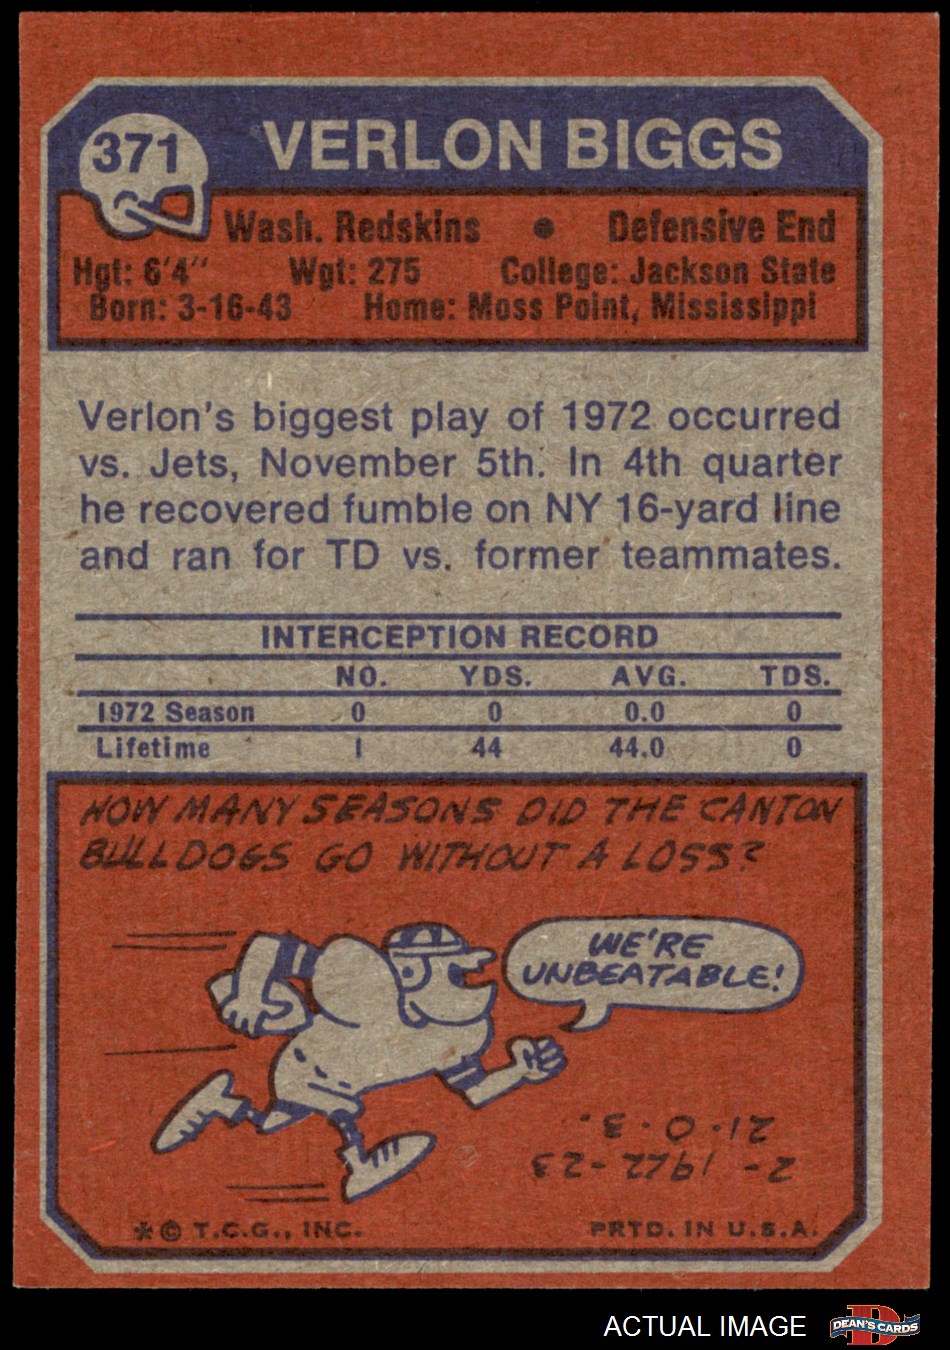 371
VERLON BIGGS
Wash. Redskins • Defensive End
Hgt: 6'4" Wgt: 275 College: Jackson State
Born: 3-16-43 Home: Moss Point, Mississippi
Verlon's biggest play of 1972 occurred
vs. Jets, November 5th. In 4th quarter
he recovered fumble on NY 16-yard line
and ran for TD vs. former teammates.
INTERCEPTION RECORD
NO. YDS. AVG. TDS.
1972 Season 0 0 0.0 0
Lifetime 1 44 44.0 0
HOW MANY SEASONS DID THE CANTON
BULLDOGS GO WITHOUT A LOSS?
WE'RE
UNBEATABLE!
2- 1922-23
21-0-3.
* © T.C.G., INC. PRTD. IN U.S.A.
ACTUAL IMAGE
DEAN'S CARDS